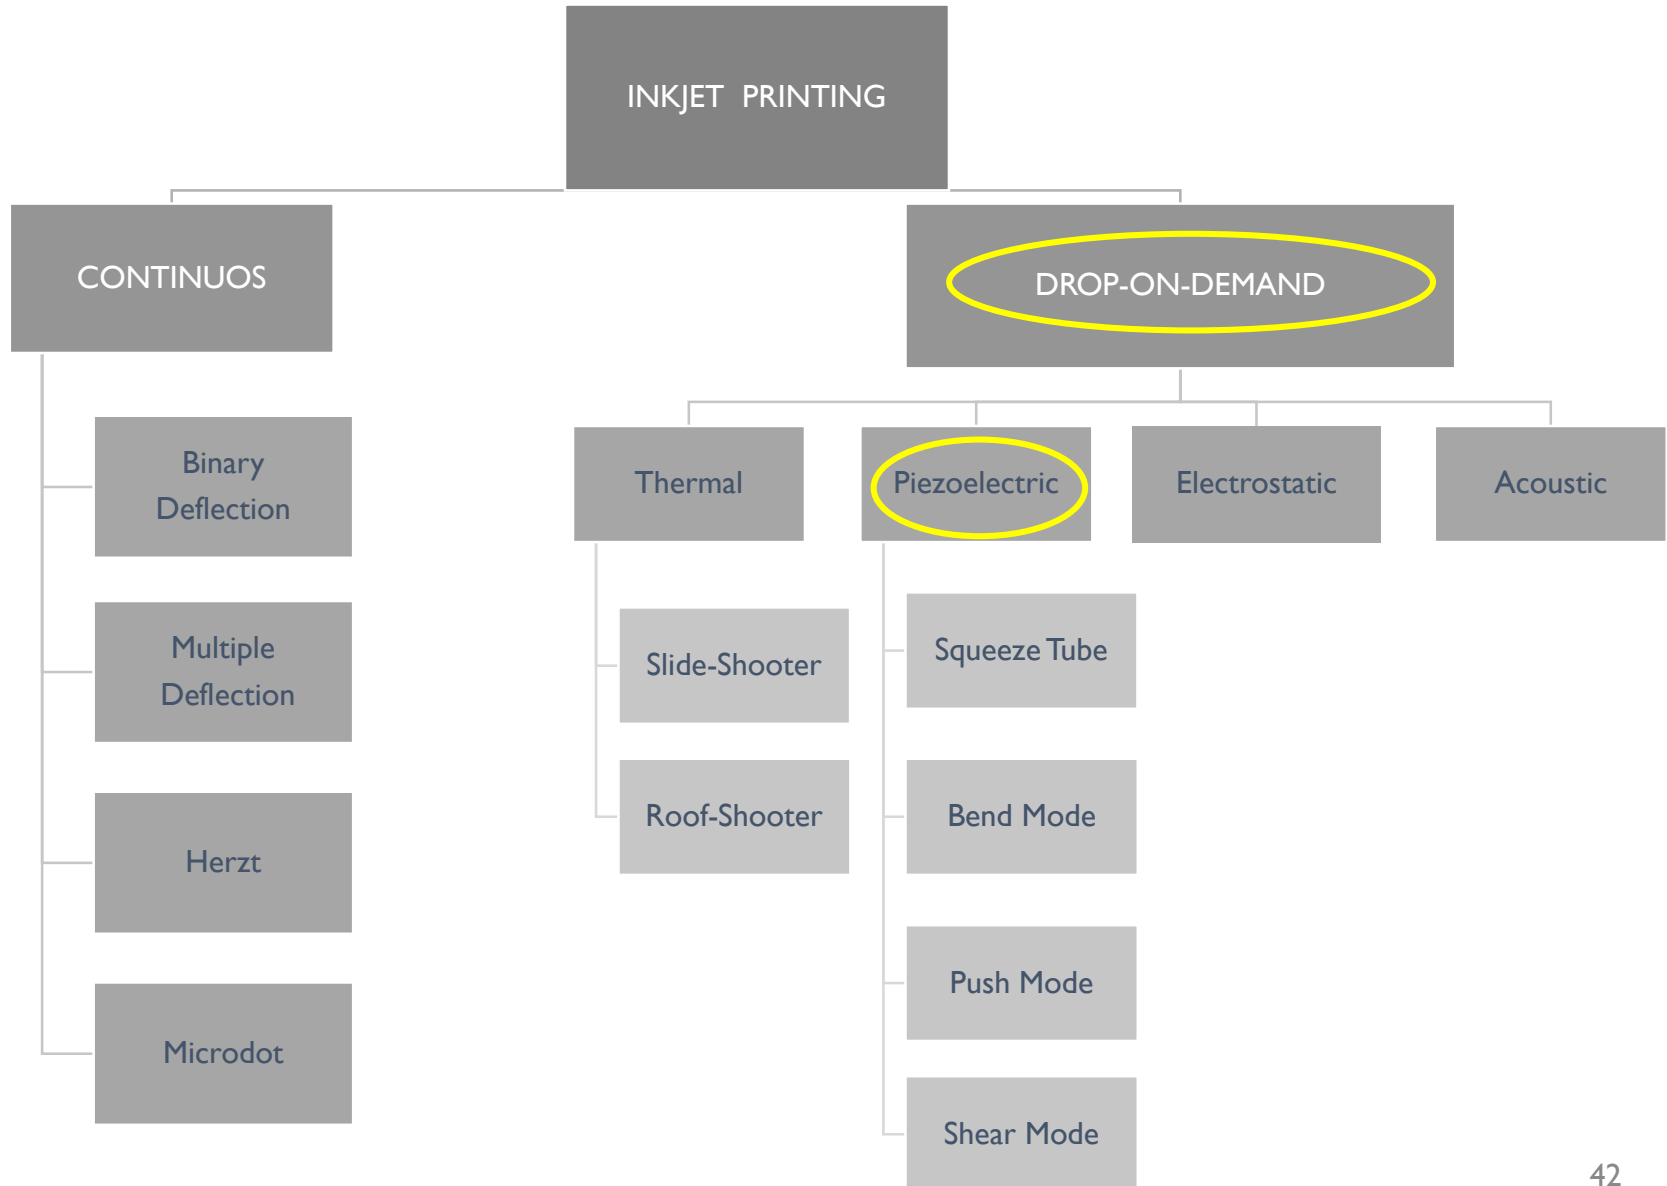 INKJET PRINTING
CONTINUOS
DROP-ON-DEMAND
Binary
Deflection
Multiple
Deflection
Herzt
Microdot
Thermal
Piezoelectric
Electrostatic
Acoustic
Slide-Shooter
Roof-Shooter
Squeeze Tube
Bend Mode
Push Mode
Shear Mode
42